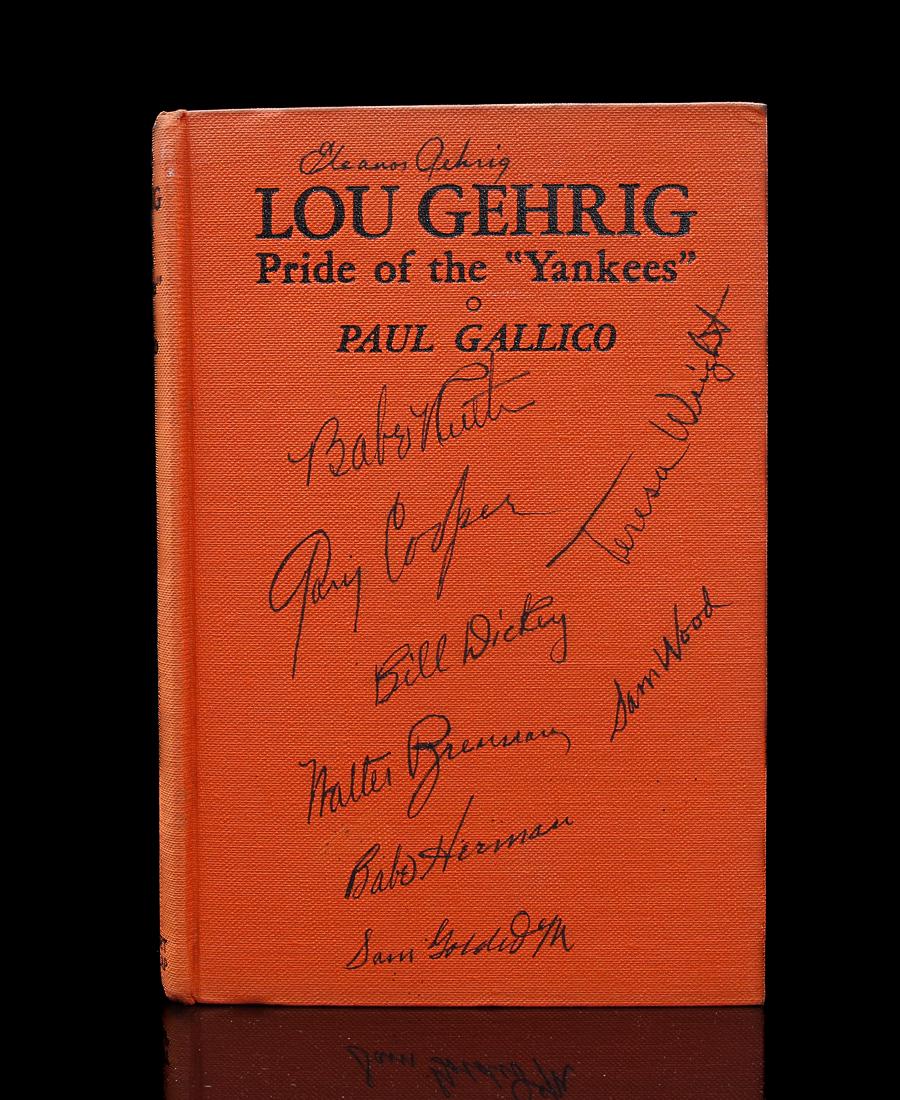 Eleanor Gehrig
LOU GEHRIG
Pride of the “Yankees”
PAUL GALLICO
Babe Ruth
Teresa Wright
Gary Cooper
Bill Dickey
Sam Wood
Walter Brennan
Babe Herman
Sam